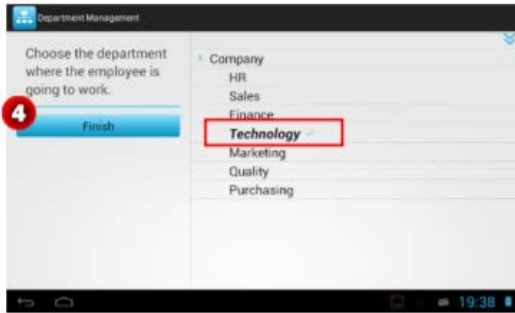 Department Management
Choose the department
where the employee is
going to work.
4
Finish
Company
HR
Sales
Finance
Technology
Marketing
Quality
Purchasing
19:38